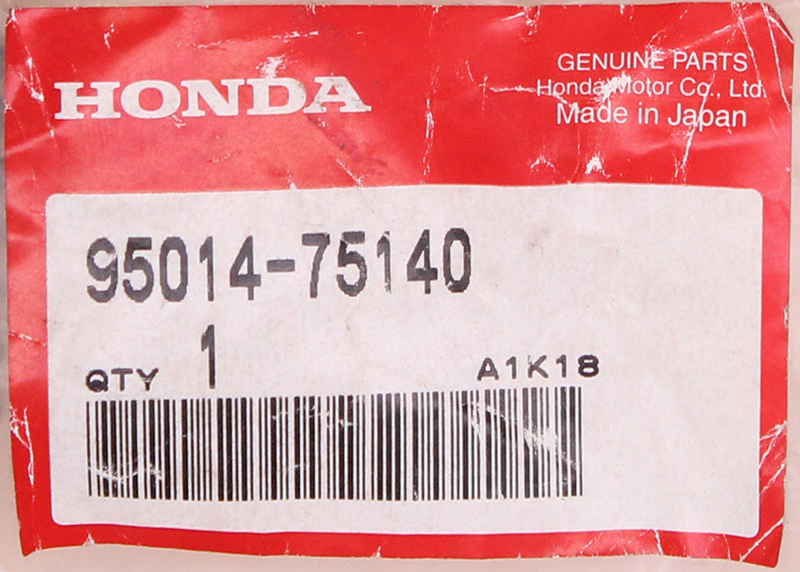 HONDA
GENUINE PARTS
Honda Motor Co., Ltd.
Made in Japan
95014-75140
QTY 1
A1K18